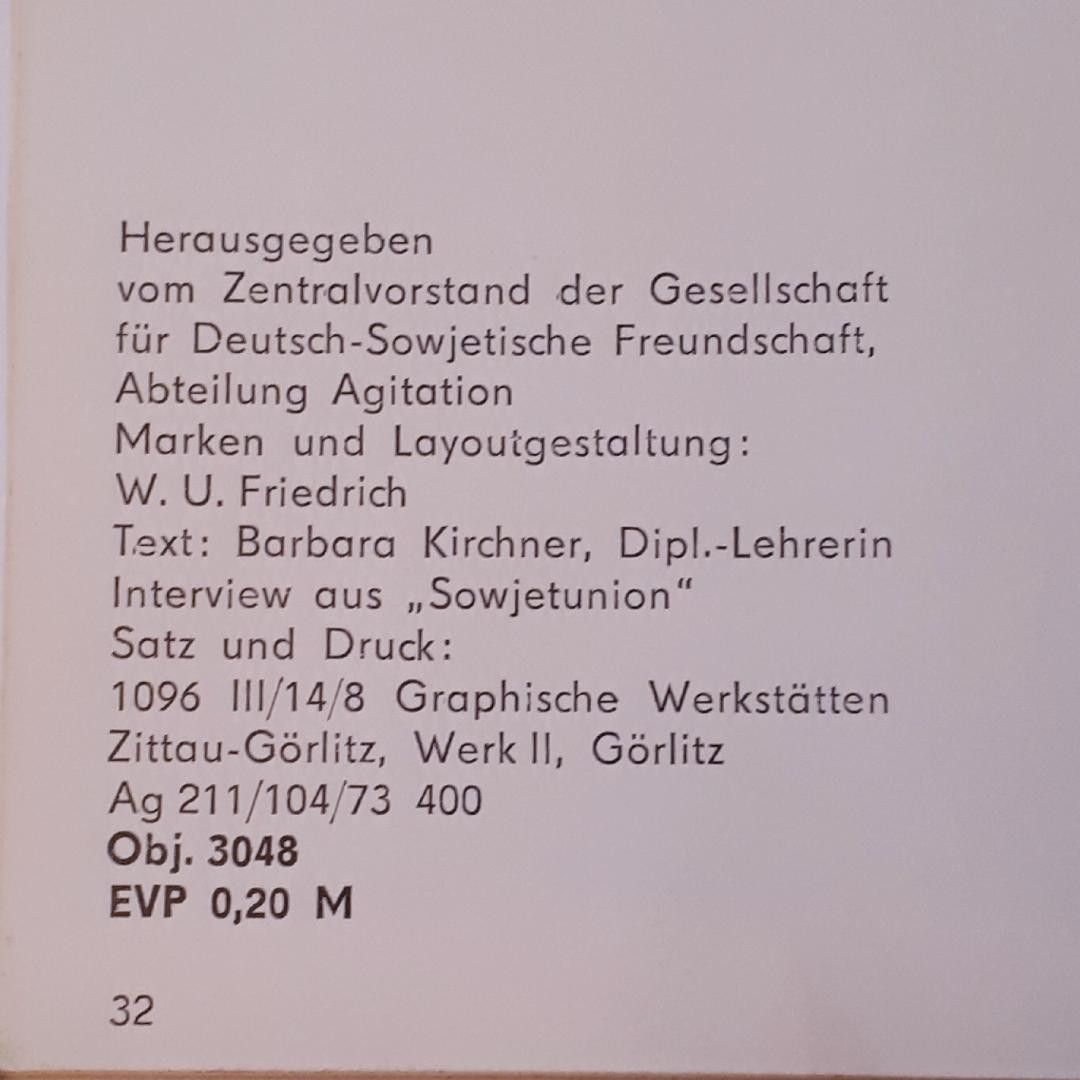 Herausgegeben
vom Zentralvorstand der Gesellschaft
für Deutsch-Sowjetische Freundschaft,
Abteilung Agitation
Marken und Layoutgestaltung:
W. U. Friedrich
Text: Barbara Kirchner, Dipl.-Lehrerin
Interview aus „Sowjetunion“
Satz und Druck:
1096 III/14/8 Graphische Werkstätten
Zittau-Görlitz, Werk II, Görlitz
Ag 211/104/73 400
Obj. 3048
EVP 0,20 M
32